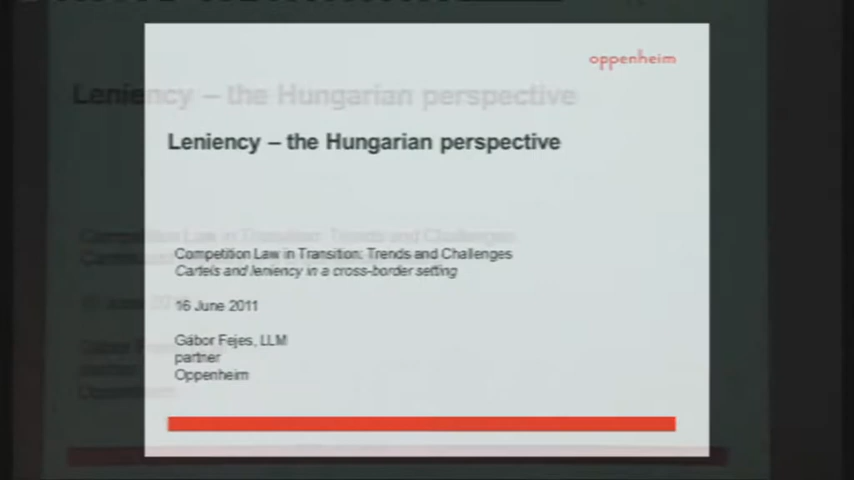 oppenheim
Leniency – the Hungarian perspective
Competition Law in Transition: Trends and Challenges
Cartels and leniency in a cross-border setting
16 June 2011
Gábor Fejes, LLM
partner
Oppenheim